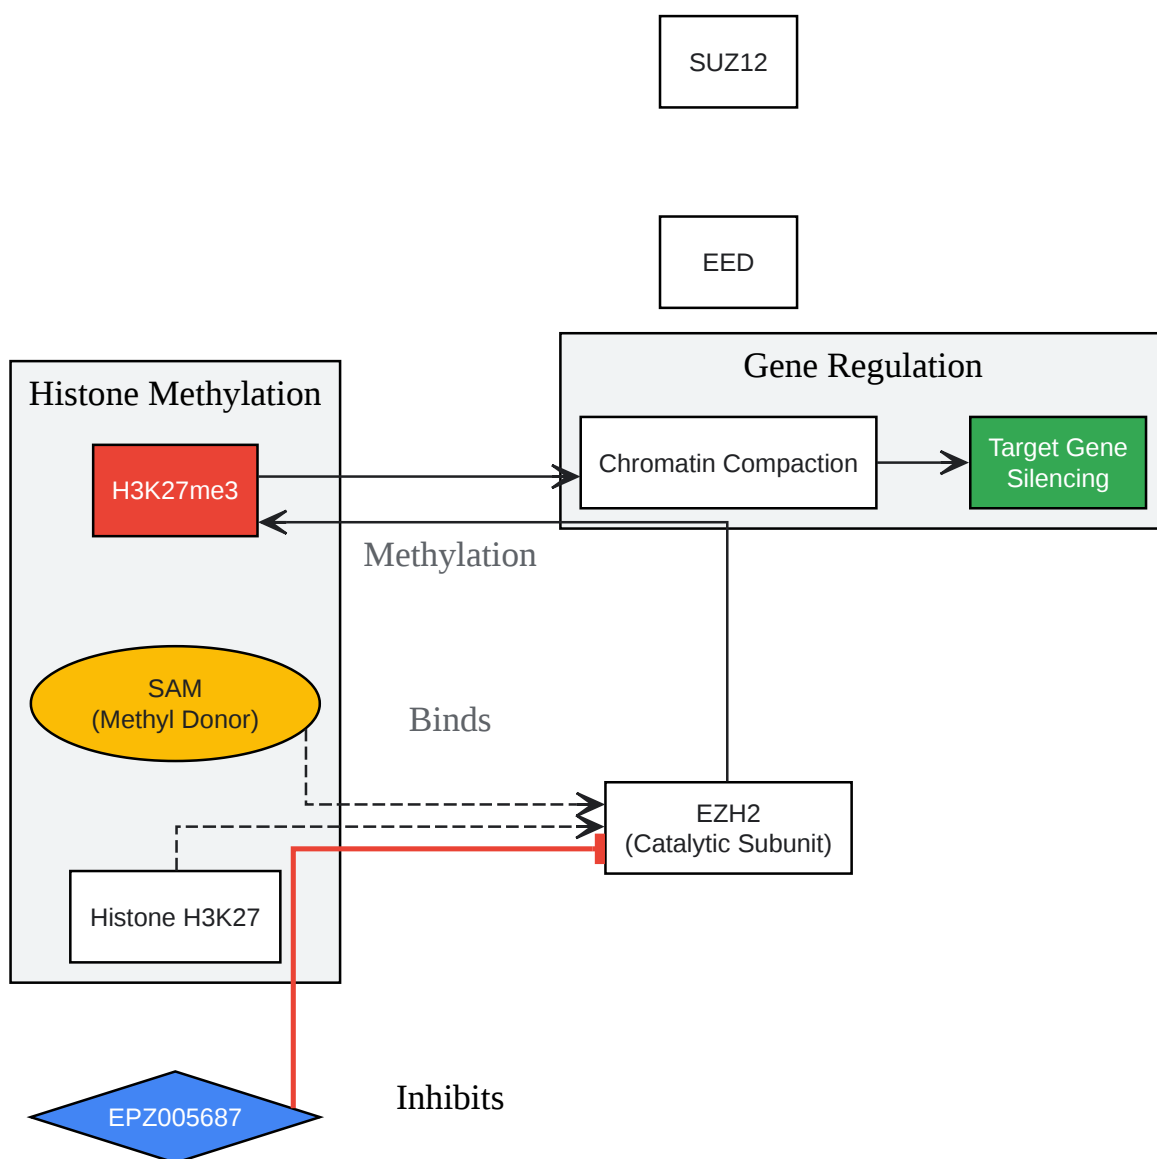 SUZ12
EED
Gene Regulation
Histone Methylation
H3K27me3
Chromatin Compaction
Target Gene
Silencing
Methylation
SAM
(Methyl Donor)
Binds
EZH2
(Catalytic Subunit)
Histone H3K27
Inhibits
EPZ005687